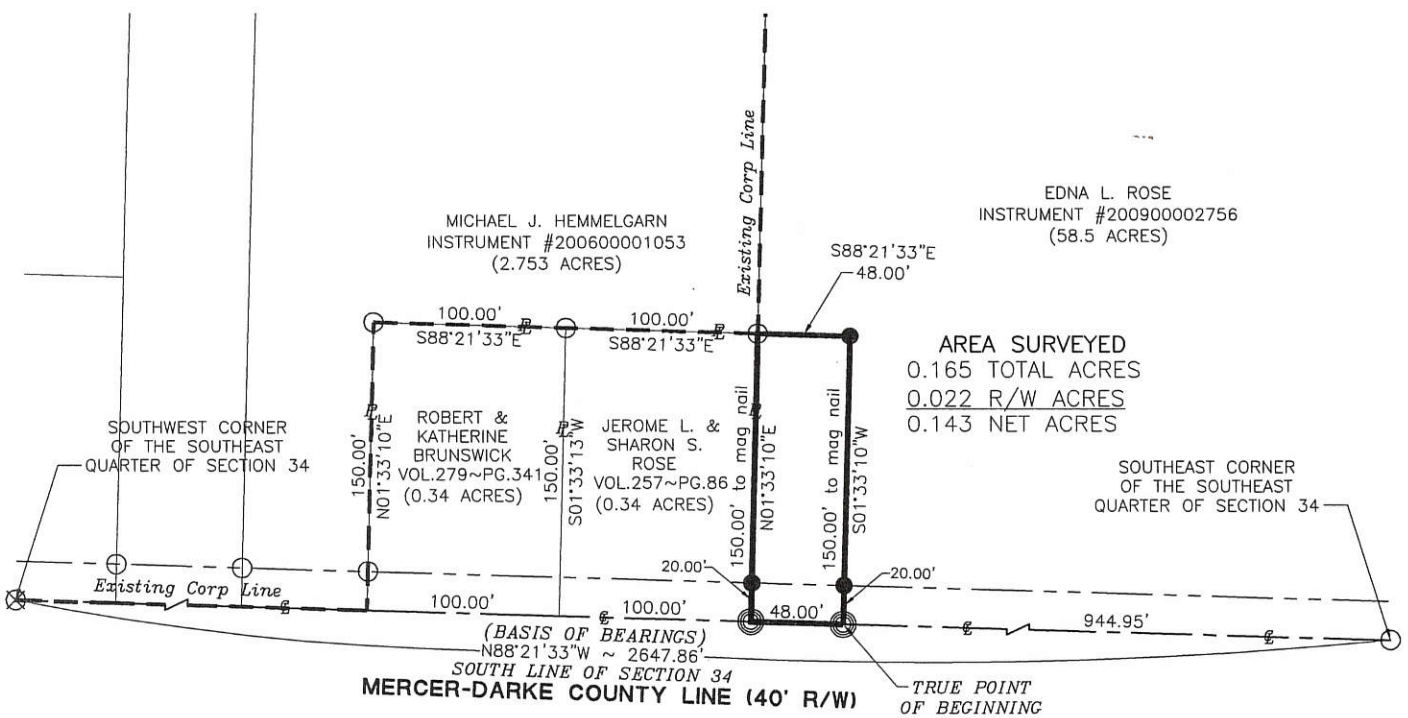 Existing Corp Line
EDNA L. ROSE
INSTRUMENT #200900002756
(58.5 ACRES)
MICHAEL J. HEMMELGARN
INSTRUMENT #200600001053
(2.753 ACRES)
S88°21'33"E
48.00'
100.00'
S88°21'33"E
100.00'
S88°21'33"E
AREA SURVEYED
0.165 TOTAL ACRES
0.022 R/W ACRES
0.143 NET ACRES
SOUTHWEST CORNER
OF THE SOUTHEAST
QUARTER OF SECTION 34
150.00'
N01°33'10"E
ROBERT &
KATHERINE
BRUNSWICK
VOL.279~PG.341
(0.34 ACRES)
150.00'
S01°33'13"W
JEROME L. &
SHARON S.
ROSE
VOL.257~PG.86
(0.34 ACRES)
150.00' to mag nail
N01°33'10"E
150.00' to mag nail
S01°33'10"W
SOUTHEAST CORNER
OF THE SOUTHEAST
QUARTER OF SECTION 34
20.00'
20.00'
Existing Corp Line
100.00'
100.00'
48.00'
944.95'
(BASIS OF BEARINGS)
N88°21'33"W ~ 2647.86'
SOUTH LINE OF SECTION 34
MERCER-DARKE COUNTY LINE (40' R/W)
TRUE POINT
OF BEGINNING